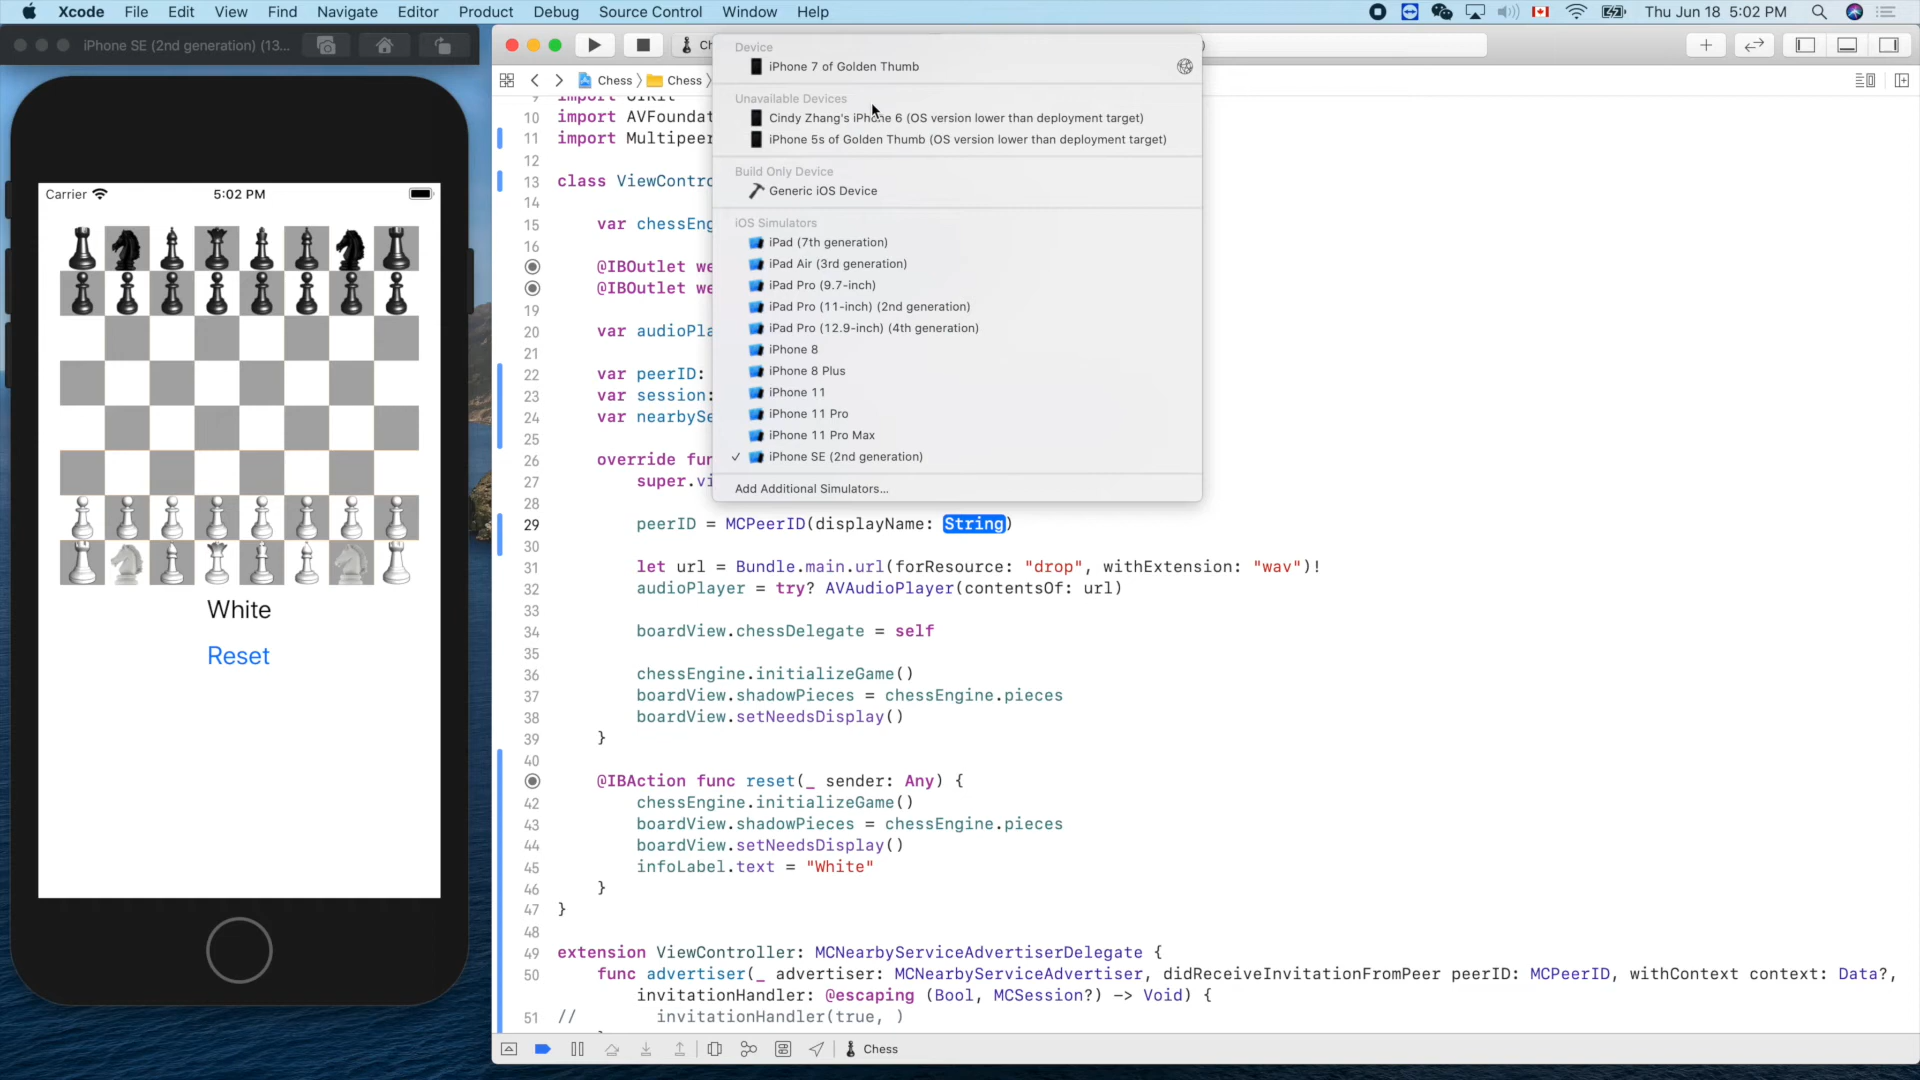 Xcode File Edit View Find Navigate Editor Product Debug Source Control Window Help
Thu Jun 18 5:02 PM
iPhone SE (2nd generation) (13...
Carrier 5:02 PM
White
Reset
Chess Chess
Device
iPhone 7 of Golden Thumb
Unavailable Devices
Cindy Zhang's iPhone 6 (OS version lower than deployment target)
iPhone 5s of Golden Thumb (OS version lower than deployment target)
Build Only Device
Generic iOS Device
iOS Simulators
iPad (7th generation)
iPad Air (3rd generation)
iPad Pro (9.7-inch)
iPad Pro (11-inch) (2nd generation)
iPad Pro (12.9-inch) (4th generation)
iPhone 8
iPhone 8 Plus
iPhone 11
iPhone 11 Pro
iPhone 11 Pro Max
✓ iPhone SE (2nd generation)
Add Additional Simulators...
9 import UIKit
10 import AVFoundat
11 import Multipeer
12
13 class ViewContro
14
15 var chessEng
16
@IBOutlet we
@IBOutlet we
19
20 var audioPla
21
22 var peerID:
23 var session:
24 var nearbySe
25
26 override fun
27 super.vi
28
29 peerID = MCPeerID(displayName: String)
30
31 let url = Bundle.main.url(forResource: "drop", withExtension: "wav")!
32 audioPlayer = try? AVAudioPlayer(contentsOf: url)
33
34 boardView.chessDelegate = self
35
36 chessEngine.initializeGame()
37 boardView.shadowPieces = chessEngine.pieces
38 boardView.setNeedsDisplay()
39 }
40
@IBAction func reset(_ sender: Any) {
42 chessEngine.initializeGame()
43 boardView.shadowPieces = chessEngine.pieces
44 boardView.setNeedsDisplay()
45 infoLabel.text = "White"
46 }
47 }
48
49 extension ViewController: MCNearbyServiceAdvertiserDelegate {
50 func advertiser(_ advertiser: MCNearbyServiceAdvertiser, didReceiveInvitationFromPeer peerID: MCPeerID, withContext context: Data?,
invitationHandler: @escaping (Bool, MCSession?) -> Void) {
51 // invitationHandler(true, )
Chess